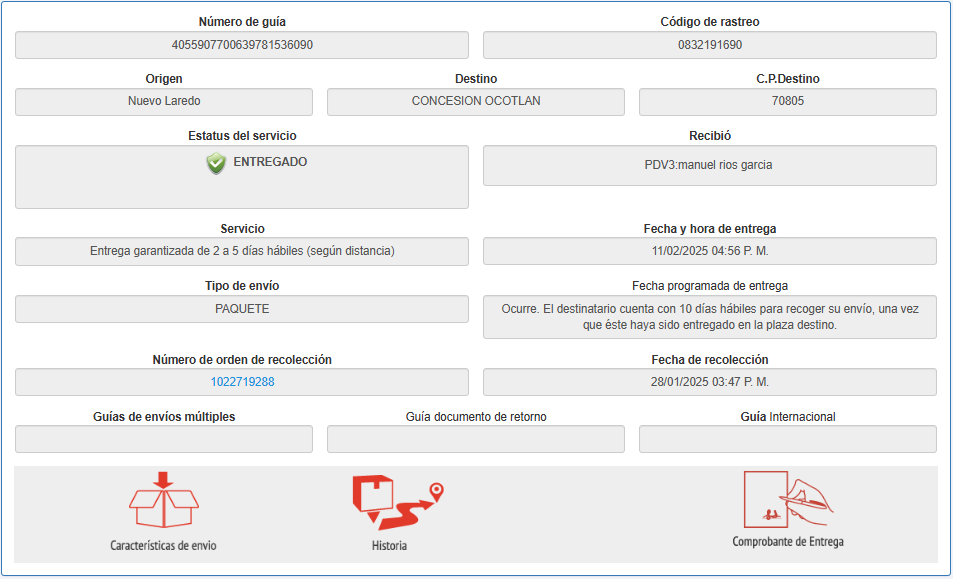 Número de guía
Código de rastreo
4055907700639781536090
0832191690
Origen
Destino
C.P.Destino
Nuevo Laredo
CONCESION OCOTLAN
70805
Estatus del servicio
Recibió
ENTREGADO
PDV3:manuel rios garcia
Servicio
Fecha y hora de entrega
Entrega garantizada de 2 a 5 días hábiles (según distancia)
11/02/2025 04:56 P. M.
Tipo de envío
Fecha programada de entrega
PAQUETE
Ocurre. El destinatario cuenta con 10 días hábiles para recoger su envío, una vez
que éste haya sido entregado en la plaza destino.
Número de orden de recolección
Fecha de recolección
1022719288
28/01/2025 03:47 P. M.
Guías de envíos múltiples
Guía documento de retorno
Guía Internacional
Características de envio
Historia
Comprobante de Entrega